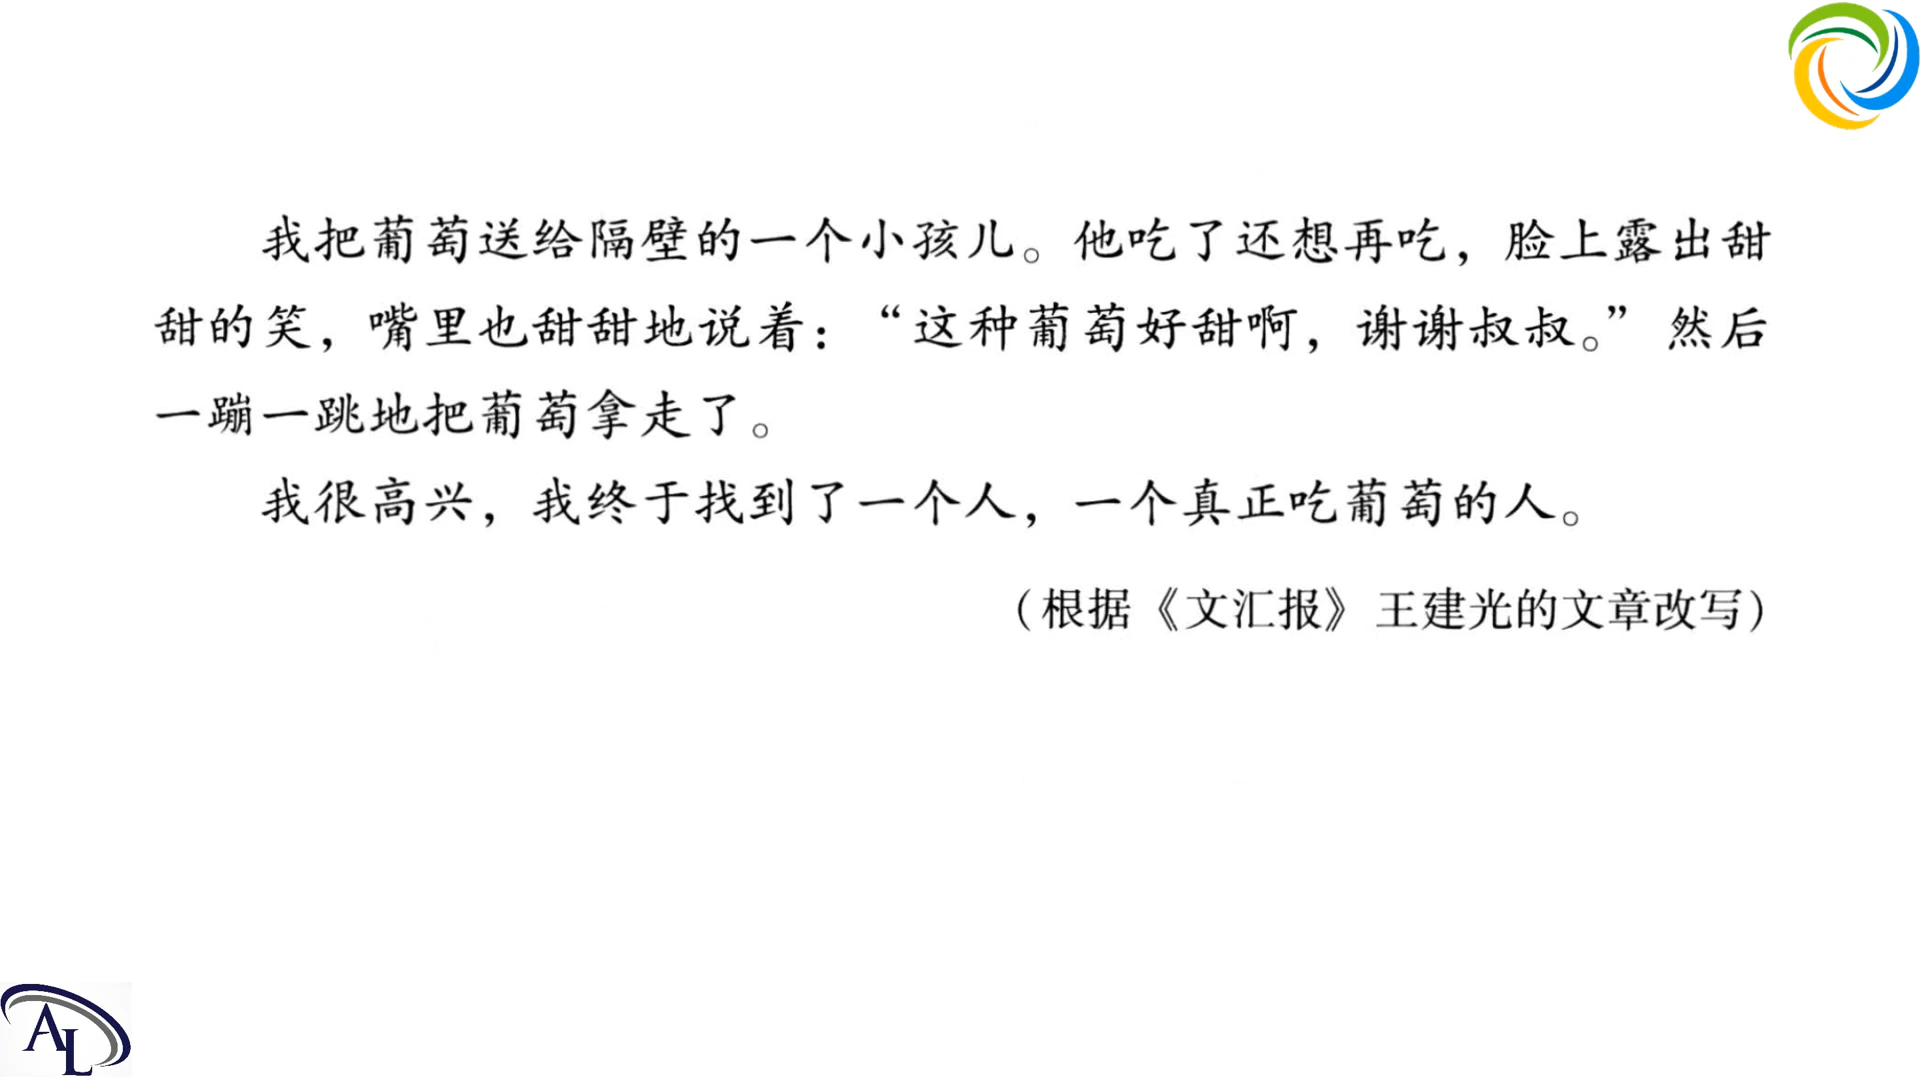 我把葡萄送给隔壁的一个小孩儿。他吃了还想再吃，脸上露出甜
甜的笑，嘴里也甜甜地说着：“这种葡萄好甜啊，谢谢叔叔。”然后
一蹦一跳地把葡萄拿走了。
我很高兴，我终于找到了一个人，一个真正吃葡萄的人。
（根据《文汇报》王建光的文章改写）
AL